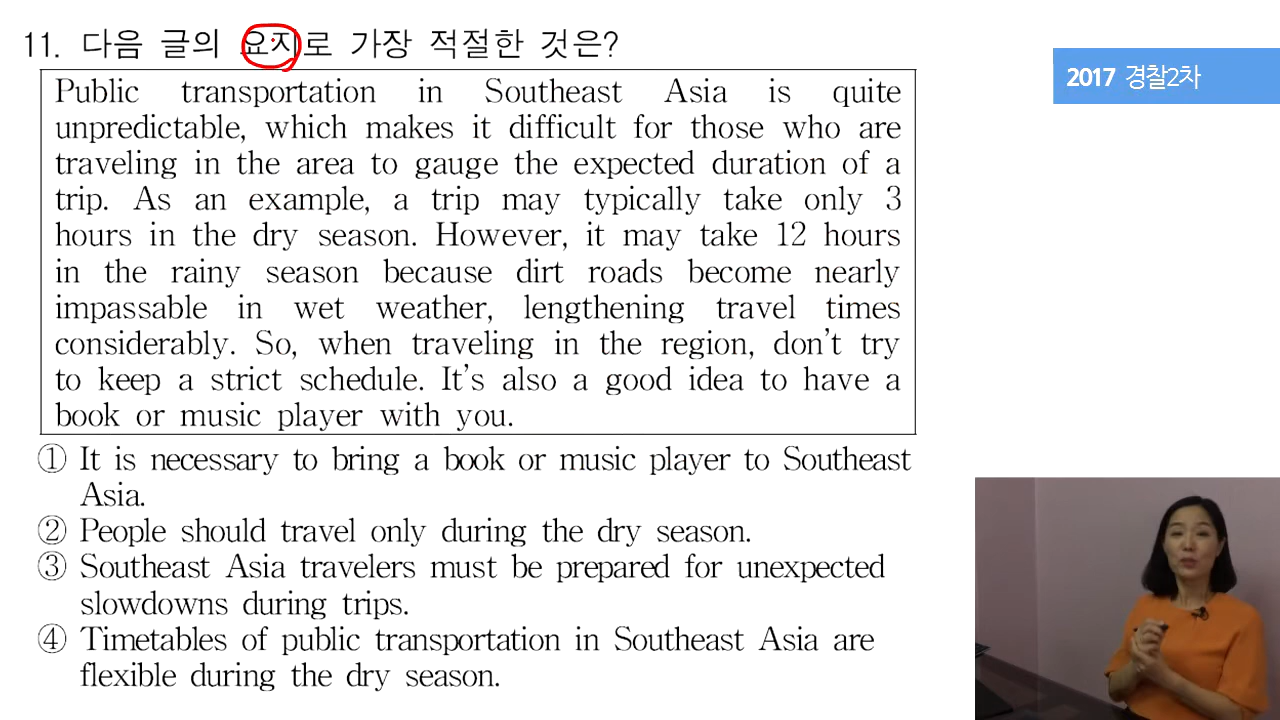 11. 다음 글의 요지로 가장 적절한 것은?
2017 경찰2차
Public transportation in Southeast Asia is quite
unpredictable, which makes it difficult for those who are
traveling in the area to gauge the expected duration of a
trip. As an example, a trip may typically take only 3
hours in the dry season. However, it may take 12 hours
in the rainy season because dirt roads become nearly
impassable in wet weather, lengthening travel times
considerably. So, when traveling in the region, don't try
to keep a strict schedule. It's also a good idea to have a
book or music player with you.
① It is necessary to bring a book or music player to Southeast
Asia.
② People should travel only during the dry season.
③ Southeast Asia travelers must be prepared for unexpected
slowdowns during trips.
④ Timetables of public transportation in Southeast Asia are
flexible during the dry season.